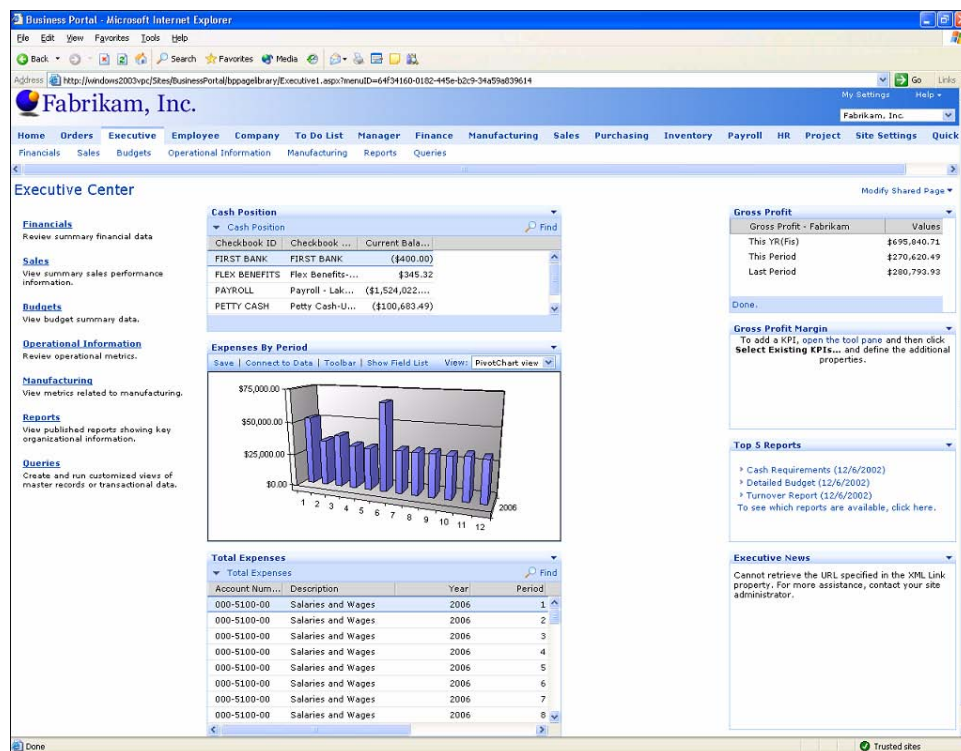 Business Portal - Microsoft Internet Explorer
File Edit View Favorites Tools Help
Back Search Favorites Media
Address http://windows2003vpc/Sites/BusinessPortal/bppagelibrary/Executive1.aspx?menuID=64f34160-0182-445e-b2c9-34a59a839614 Go Links
Fabrikam, Inc.
My Settings Help
Fabrikam, Inc.
Home Orders Executive Employee Company To Do List Manager Finance Manufacturing Sales Purchasing Inventory Payroll HR Project Site Settings Quick
Financials Sales Budgets Operational Information Manufacturing Reports Queries
Executive Center
Modify Shared Page
Financials
Review summary financial data
Sales
View summary sales performance
information.
Budgets
View budget summary data.
Operational Information
Review operational metrics.
Manufacturing
View metrics related to manufacturing.
Reports
View published reports showing key
organizational information.
Queries
Create and run customized views of
master records or transactional data.
Cash Position
Cash Position Find
Checkbook ID Checkbook ... Current Bala...
FIRST BANK FIRST BANK ($400.00)
FLEX BENEFITS Flex Benefits-... $345.32
PAYROLL Payroll - Lak... ($1,524,022....
PETTY CASH Petty Cash-U... ($100,683.49)
Expenses By Period
Save | Connect to Data | Toolbar | Show Field List View: PivotChart view
$75,000.00
$50,000.00
$25,000.00
$0.00
1 2 3 4 5 6 7 8 9 10 11 12
2006
Total Expenses
Total Expenses Find
Account Num... Description Year Period
000-5100-00 Salaries and Wages 2006 1
000-5100-00 Salaries and Wages 2006 2
000-5100-00 Salaries and Wages 2006 3
000-5100-00 Salaries and Wages 2006 4
000-5100-00 Salaries and Wages 2006 5
000-5100-00 Salaries and Wages 2006 6
000-5100-00 Salaries and Wages 2006 7
000-5100-00 Salaries and Wages 2006 8
Gross Profit
Gross Profit - Fabrikam Values
This YR(Fis) $695,840.71
This Period $270,620.49
Last Period $280,793.93
Done.
Gross Profit Margin
To add a KPI, open the tool pane and then click
Select Existing KPIs... and define the additional
properties.
Top 5 Reports
Cash Requirements (12/6/2002)
Detailed Budget (12/6/2002)
Turnover Report (12/6/2002)
To see which reports are available, click here.
Executive News
Cannot retrieve the URL specified in the XML Link
property. For more assistance, contact your site
administrator.
Done Trusted sites